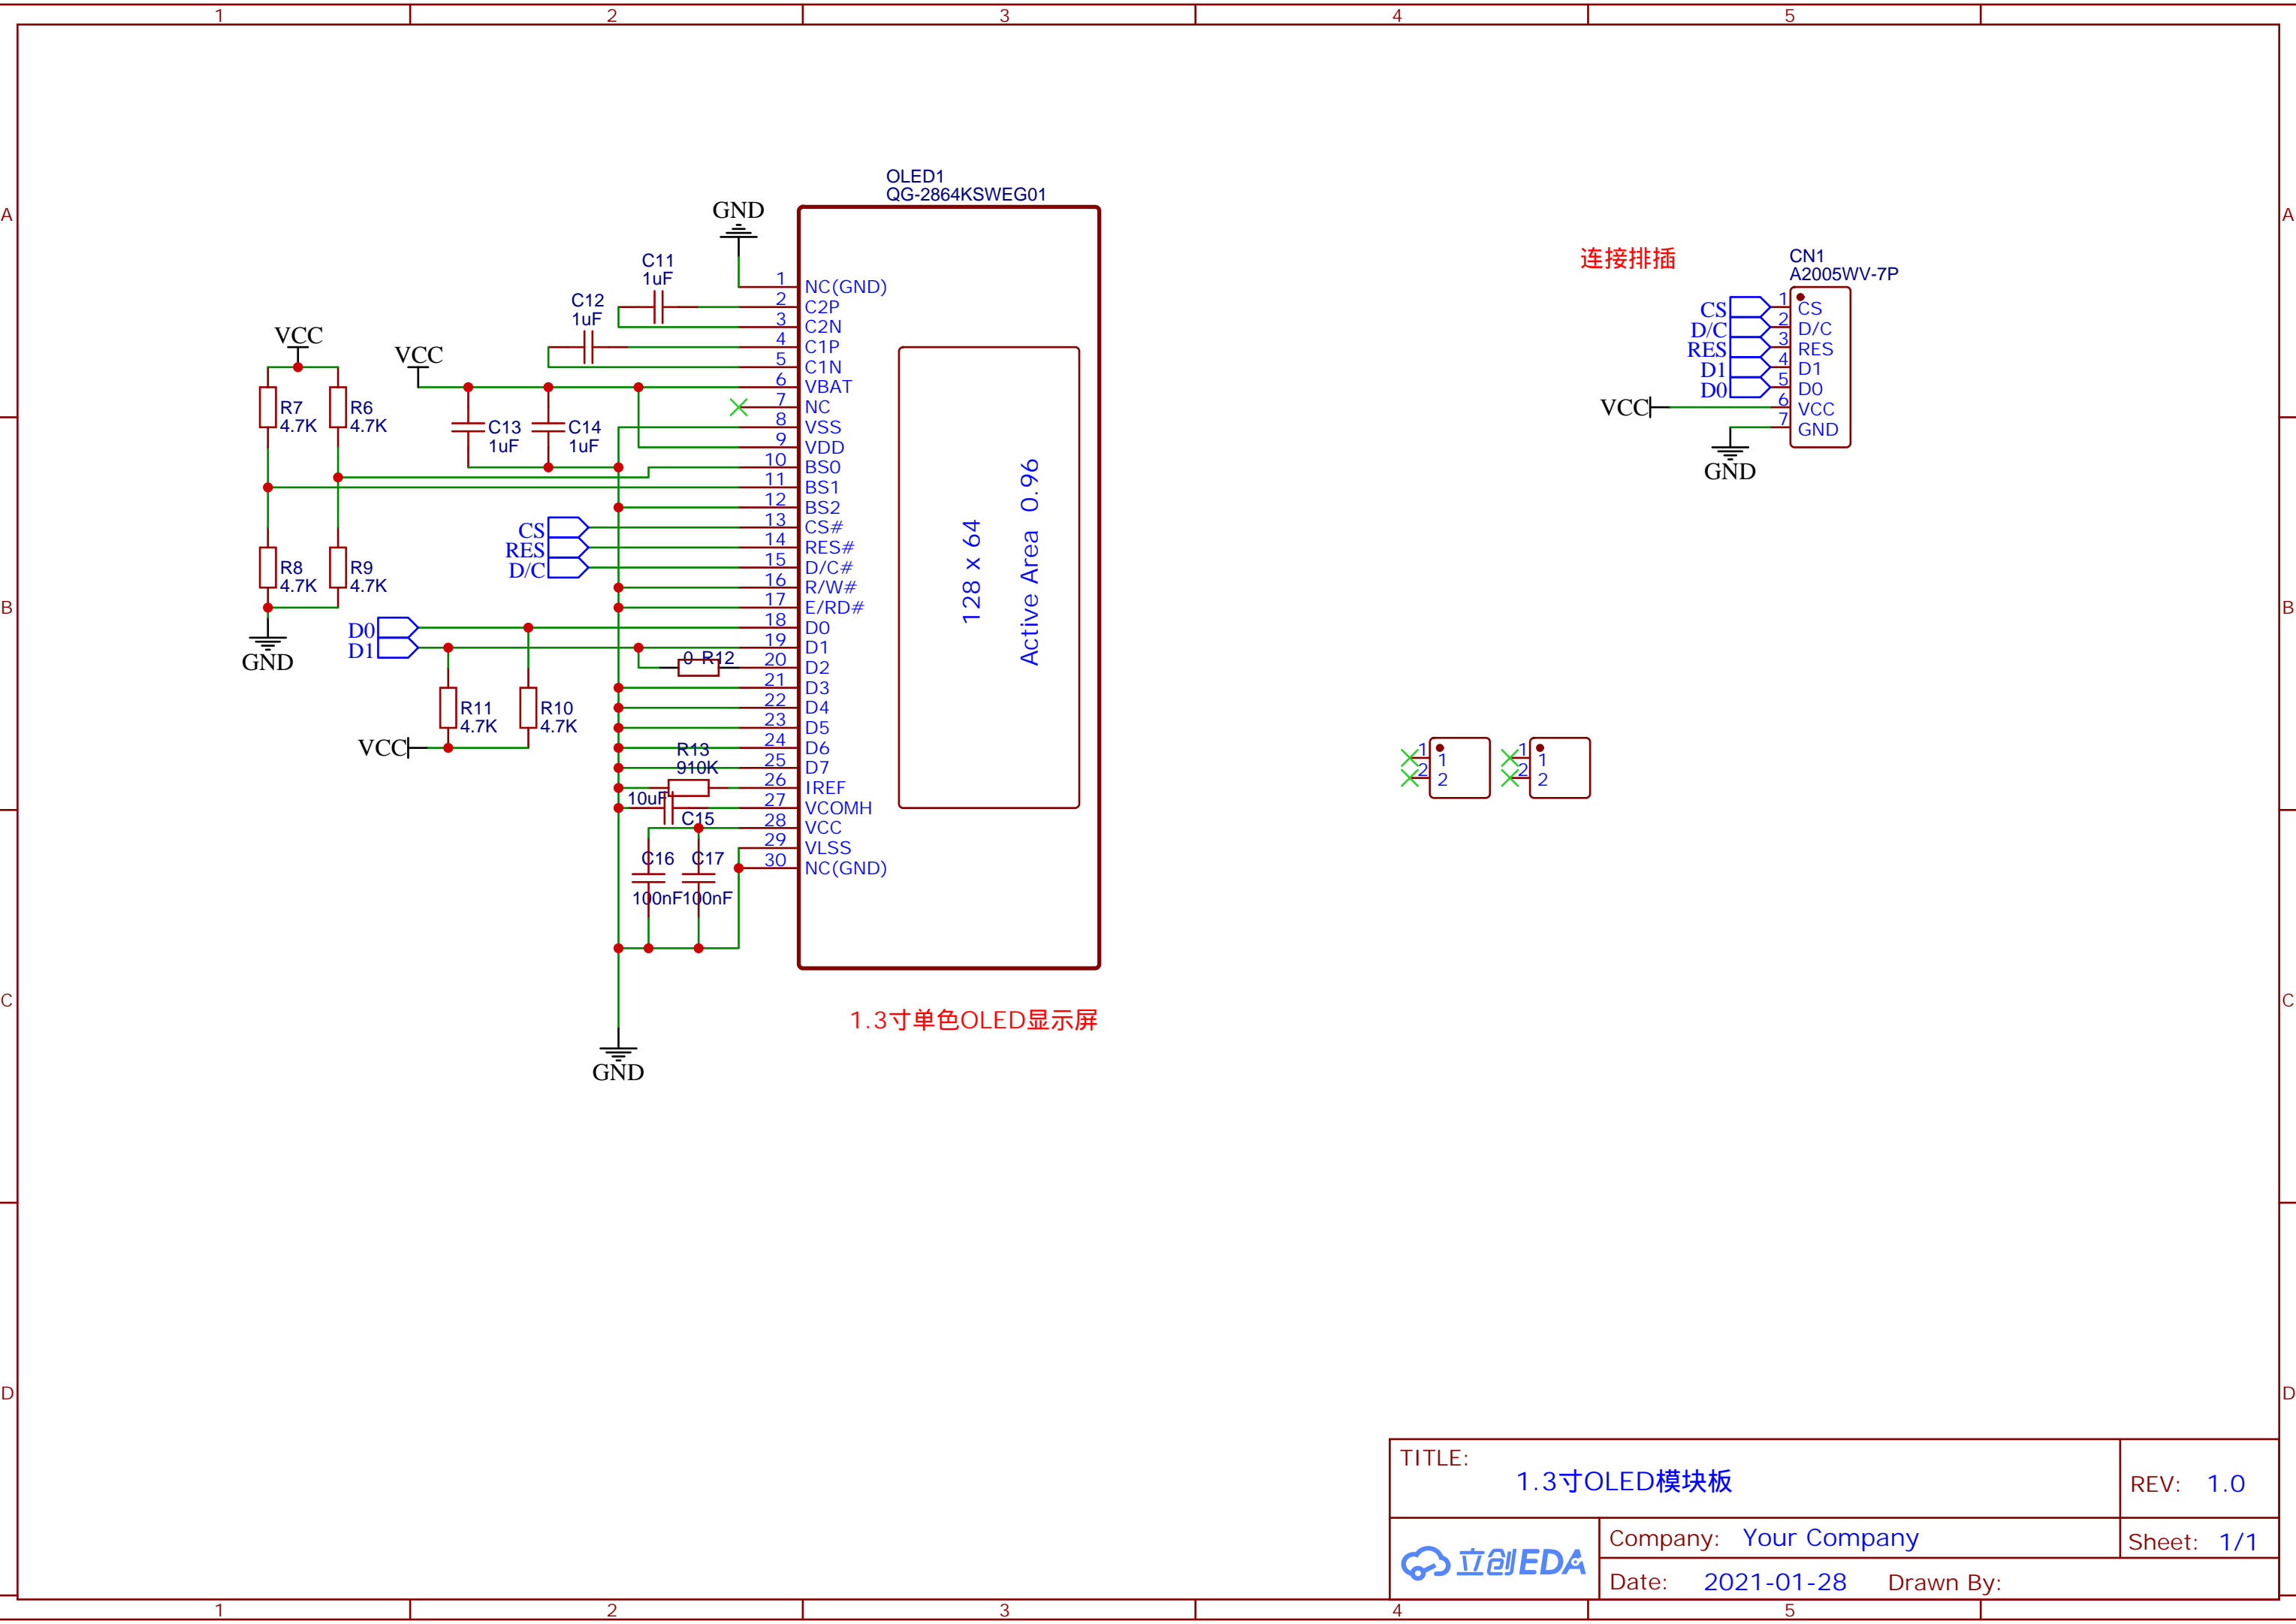 1 2 3 4 5
A
A
OLED1
QG-2864KSWEG01
GND
C11
1uF
C12
1uF
VCC
VCC
R7
4.7K
R6
4.7K
C13
1uF
C14
1uF
1 NC(GND)
2 C2P
3 C2N
4 C1P
5 C1N
6 VBAT
7 NC
8 VSS
9 VDD
10 BS0
11 BS1
12 BS2
CS 13 CS#
RES 14 RES#
D/C 15 D/C#
R8
4.7K
R9
4.7K
GND
16 R/W#
17 E/RD#
D0 18 D0
D1 19 D1
0 R12
20 D2
21 D3
22 D4
23 D5
24 D6
25 D7
26 IREF
27 VCOMH
28 VCC
29 VLSS
30 NC(GND)
R11
4.7K
R10
4.7K
VCC
R13
910K
10uF
C15
C16
100nF
C17
100nF
GND
128 x 64
Active Area 0.96
1.3寸单色OLED显示屏
连接排插
CN1
A2005WV-7P
CS 1 CS
D/C 2 D/C
RES 3 RES
D1 4 D1
D0 5 D0
VCC 6 VCC
7 GND
GND
1 1
2 2
1 1
2 2
B
B
C
C
D
D
TITLE:
1.3寸OLED模块板
REV: 1.0
立创EDA
Company: Your Company
Sheet: 1/1
Date: 2021-01-28
Drawn By:
1 2 3 4 5